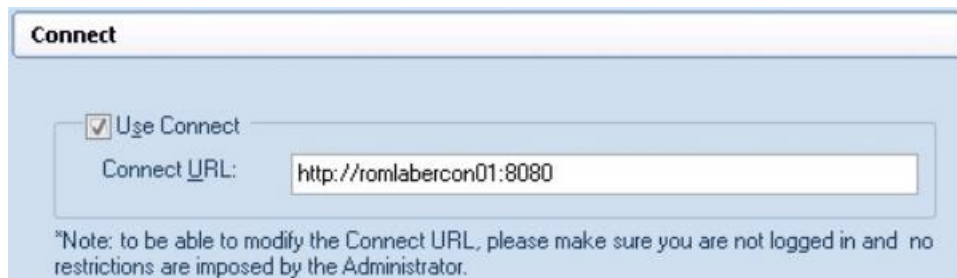 Connect
Use Connect
Connect URL: http://romlabercon01:8080
*Note: to be able to modify the Connect URL, please make sure you are not logged in and no
restrictions are imposed by the Administrator.